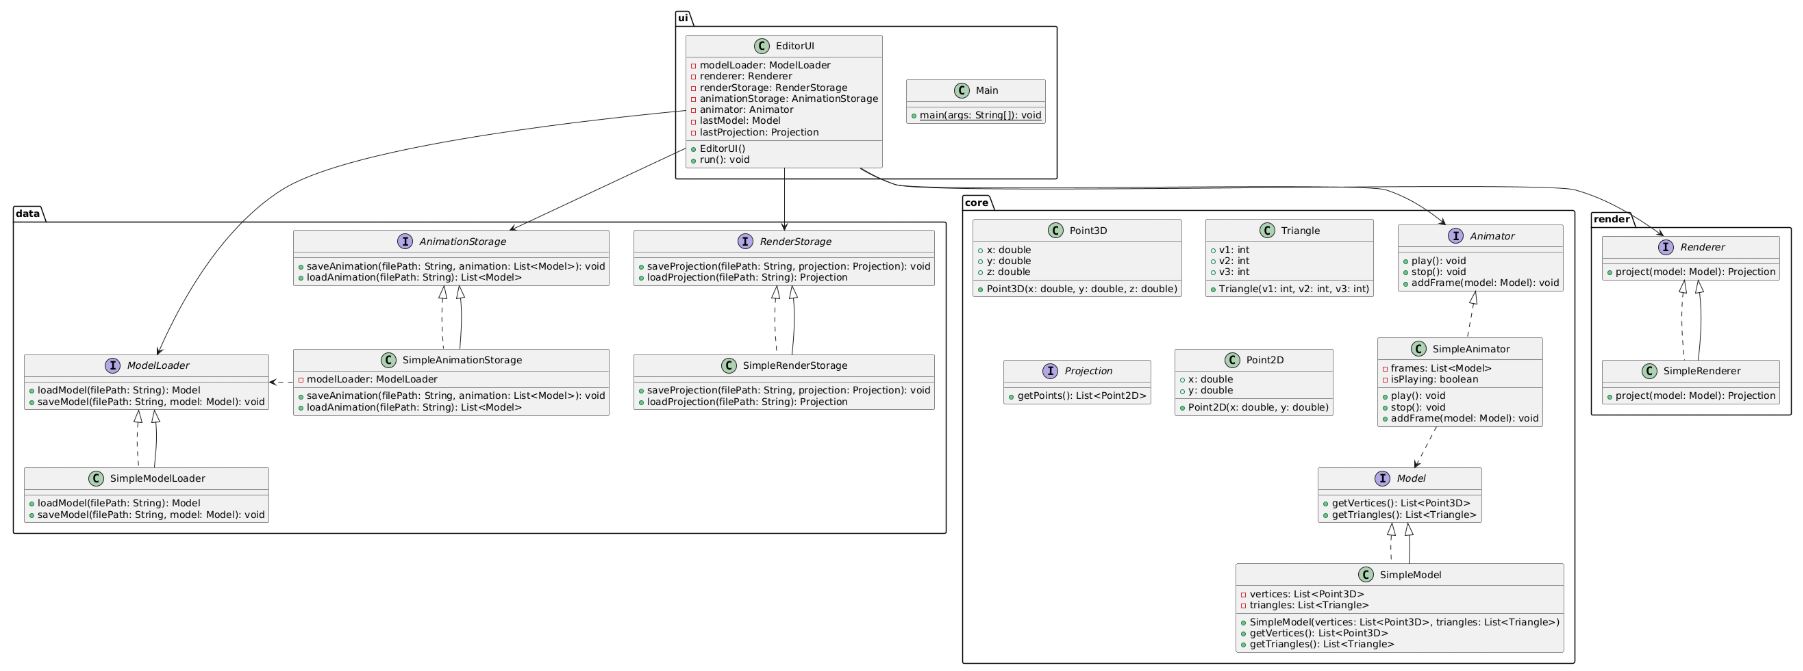 ui
C EditorUI
modelLoader: ModelLoader
renderer: Renderer
renderStorage: RenderStorage
animationStorage: AnimationStorage
animator: Animator
lastModel: Model
lastProjection: Projection
EditorUI()
run(): void
C Main
main(args: String[]): void
data
I AnimationStorage
saveAnimation(filePath: String, animation: List<Model>): void
loadAnimation(filePath: String): List<Model>
I RenderStorage
saveProjection(filePath: String, projection: Projection): void
loadProjection(filePath: String): Projection
I ModelLoader
loadModel(filePath: String): Model
saveModel(filePath: String, model: Model): void
C SimpleAnimationStorage
modelLoader: ModelLoader
saveAnimation(filePath: String, animation: List<Model>): void
loadAnimation(filePath: String): List<Model>
C SimpleRenderStorage
saveProjection(filePath: String, projection: Projection): void
loadProjection(filePath: String): Projection
C SimpleModelLoader
loadModel(filePath: String): Model
saveModel(filePath: String, model: Model): void
core
C Point3D
x: double
y: double
z: double
Point3D(x: double, y: double, z: double)
C Triangle
v1: int
v2: int
v3: int
Triangle(v1: int, v2: int, v3: int)
I Animator
play(): void
stop(): void
addFrame(model: Model): void
I Projection
getPoints(): List<Point2D>
C Point2D
x: double
y: double
Point2D(x: double, y: double)
C SimpleAnimator
frames: List<Model>
isPlaying: boolean
play(): void
stop(): void
addFrame(model: Model): void
I Model
getVertices(): List<Point3D>
getTriangles(): List<Triangle>
C SimpleModel
vertices: List<Point3D>
triangles: List<Triangle>
SimpleModel(vertices: List<Point3D>, triangles: List<Triangle>)
getVertices(): List<Point3D>
getTriangles(): List<Triangle>
render
I Renderer
project(model: Model): Projection
C SimpleRenderer
project(model: Model): Projection